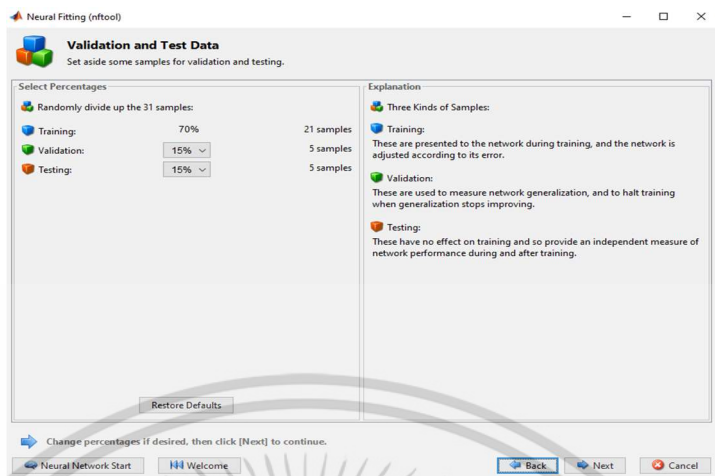 Neural Fitting (nftool)
Validation and Test Data
Set aside some samples for validation and testing.
Select Percentages
Randomly divide up the 31 samples:
Training: 70% 21 samples
Validation: 15% 5 samples
Testing: 15% 5 samples
Restore Defaults
Explanation
Three Kinds of Samples:
Training:
These are presented to the network during training, and the network is
adjusted according to its error.
Validation:
These are used to measure network generalization, and to halt training
when generalization stops improving.
Testing:
These have no effect on training and so provide an independent measure of
network performance during and after training.
Change percentages if desired, then click [Next] to continue.
Neural Network Start Welcome Back Next Cancel